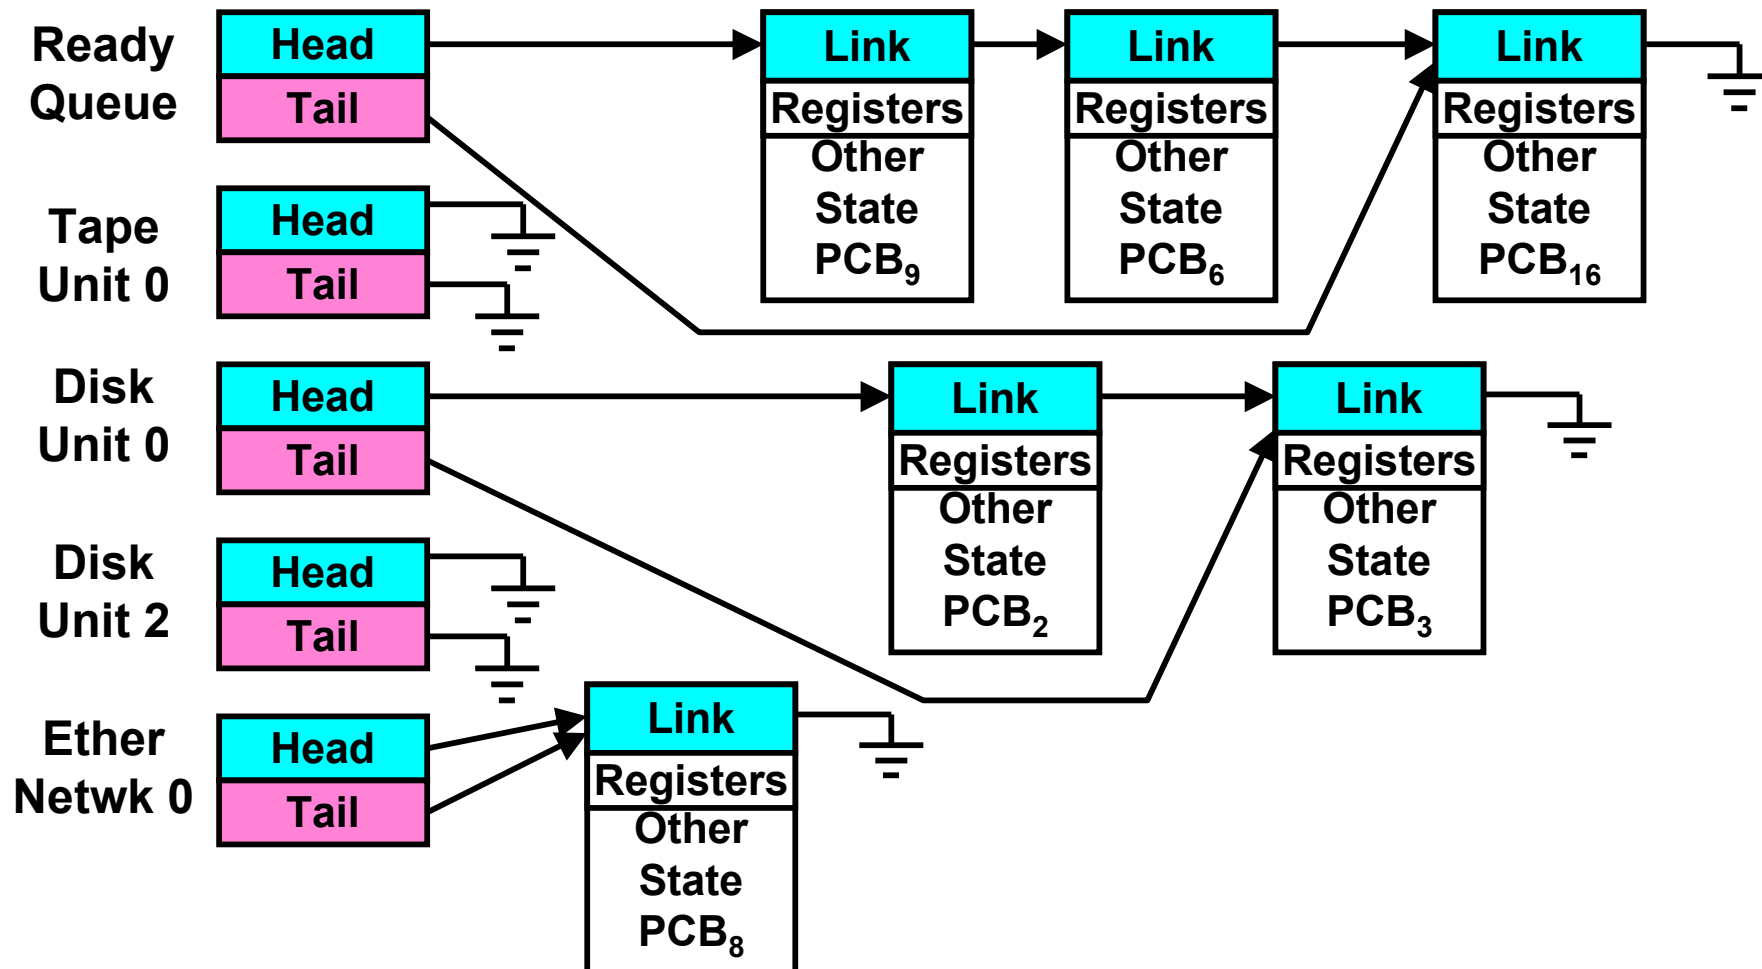 Ready
Queue
Head
Tail
Link
Registers
Other
State
PCB₉
Link
Registers
Other
State
PCB₆
Link
Registers
Other
State
PCB₁₆
Tape
Unit 0
Head
Tail
Disk
Unit 0
Head
Tail
Link
Registers
Other
State
PCB₂
Link
Registers
Other
State
PCB₃
Disk
Unit 2
Head
Tail
Ether
Netwk 0
Head
Tail
Link
Registers
Other
State
PCB₈